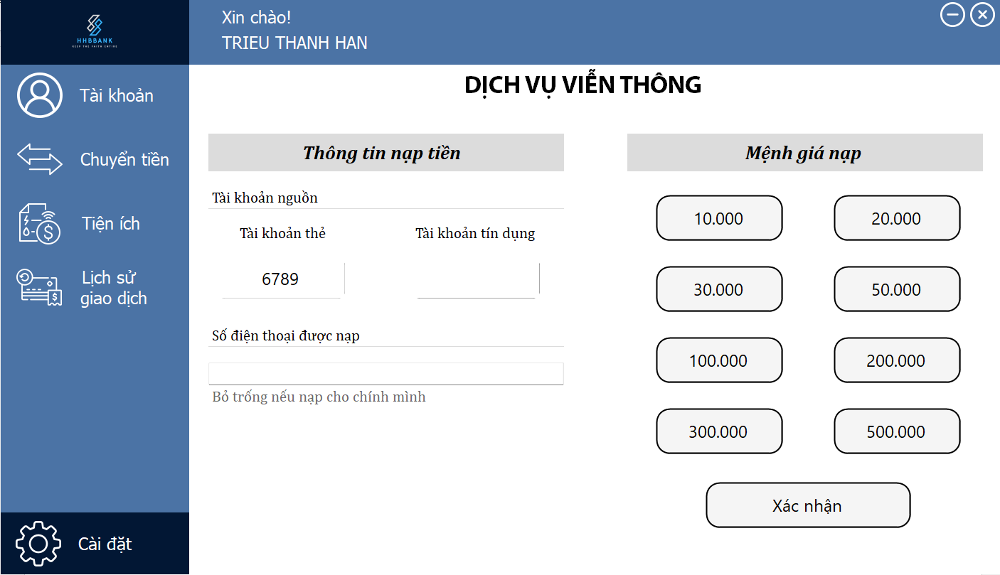 HHBBANK
KEEP THE FAITH ENTIRE
Xin chào!
TRIEU THANH HAN
Tài khoản
Chuyển tiền
Tiện ích
Lịch sử
giao dịch
Cài đặt
DỊCH VỤ VIỄN THÔNG
Thông tin nạp tiền
Tài khoản nguồn
Tài khoản thẻ
Tài khoản tín dụng
6789
Số điện thoại được nạp
Bỏ trống nếu nạp cho chính mình
Mệnh giá nạp
10.000
20.000
30.000
50.000
100.000
200.000
300.000
500.000
Xác nhận